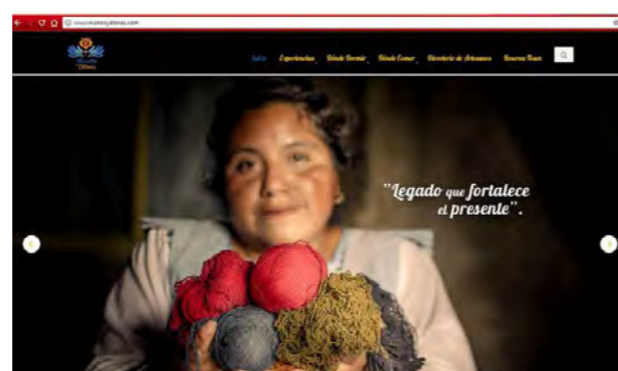 www.manosydones.com
Inicio Experiencias Dónde Dormir Dónde Comer Directorio de Artesanos Reserva Tours
"Legado que fortalece
el presente".